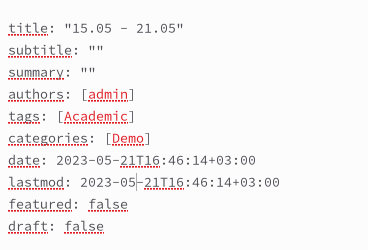 title: "15.05 - 21.05"
subtitle: ""
summary: ""
authors: [admin]
tags: [Academic]
categories: [Demo]
date: 2023-05-21T16:46:14+03:00
lastmod: 2023-05-21T16:46:14+03:00
featured: false
draft: false